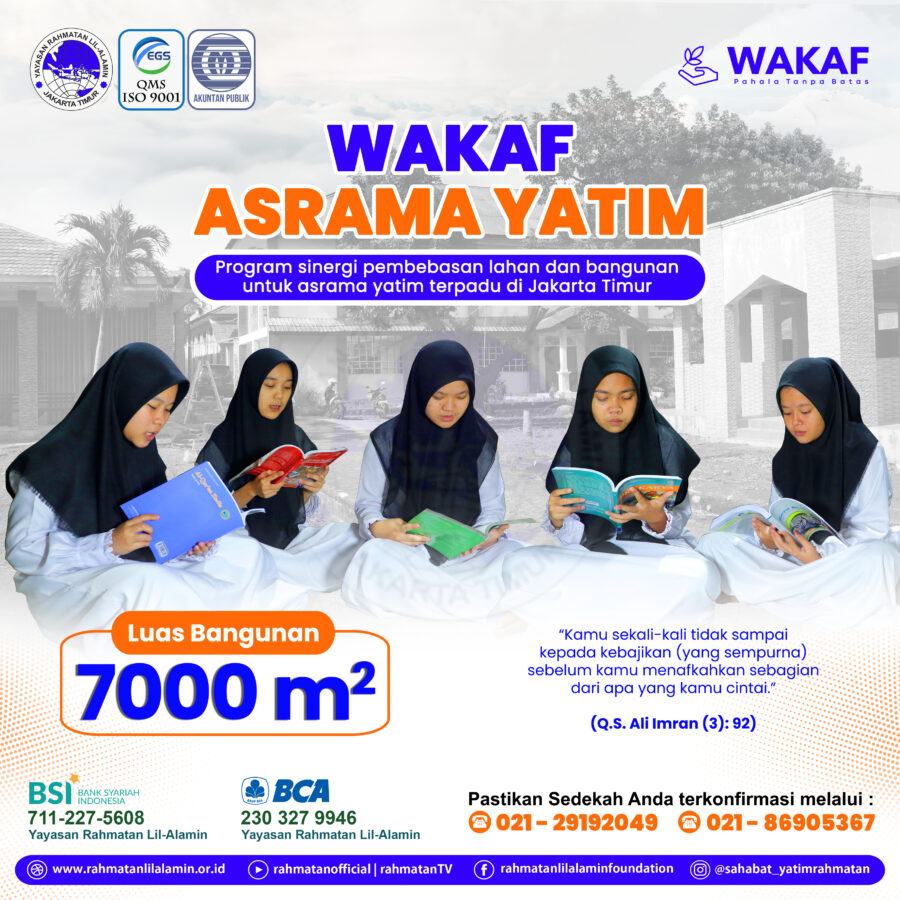 YAYASAN RAHMATAN LIL-ALAMIN
JAKARTA TIMUR
EGS
QMS
ISO 9001
AKUNTAN PUBLIK
WAKAF
Pahala Tanpa Batas
WAKAF
ASRAMA YATIM
Program sinergi pembebasan lahan dan bangunan
untuk asrama yatim terpadu di Jakarta Timur
KARTA TIMUR
Luas Bangunan
7000 m²
"Kamu sekali-kali tidak sampai
kepada kebajikan (yang sempurna)
sebelum kamu menafkahkan sebagian
dari apa yang kamu cintai."
(Q.S. Ali Imran (3): 92)
BSI BANK SYARIAH
INDONESIA
711-227-5608
Yayasan Rahmatan Lil-Alamin
BCA
230 327 9946
Yayasan Rahmatan Lil-Alamin
Pastikan Sedekah Anda terkonfirmasi melalui :
021 – 29192049 021 – 86905367
www.rahmatanlilalamin.or.id rahmatanofficial | rahmatanTV rahmatanlilalaminfoundation @sahabat_yatimrahmatan